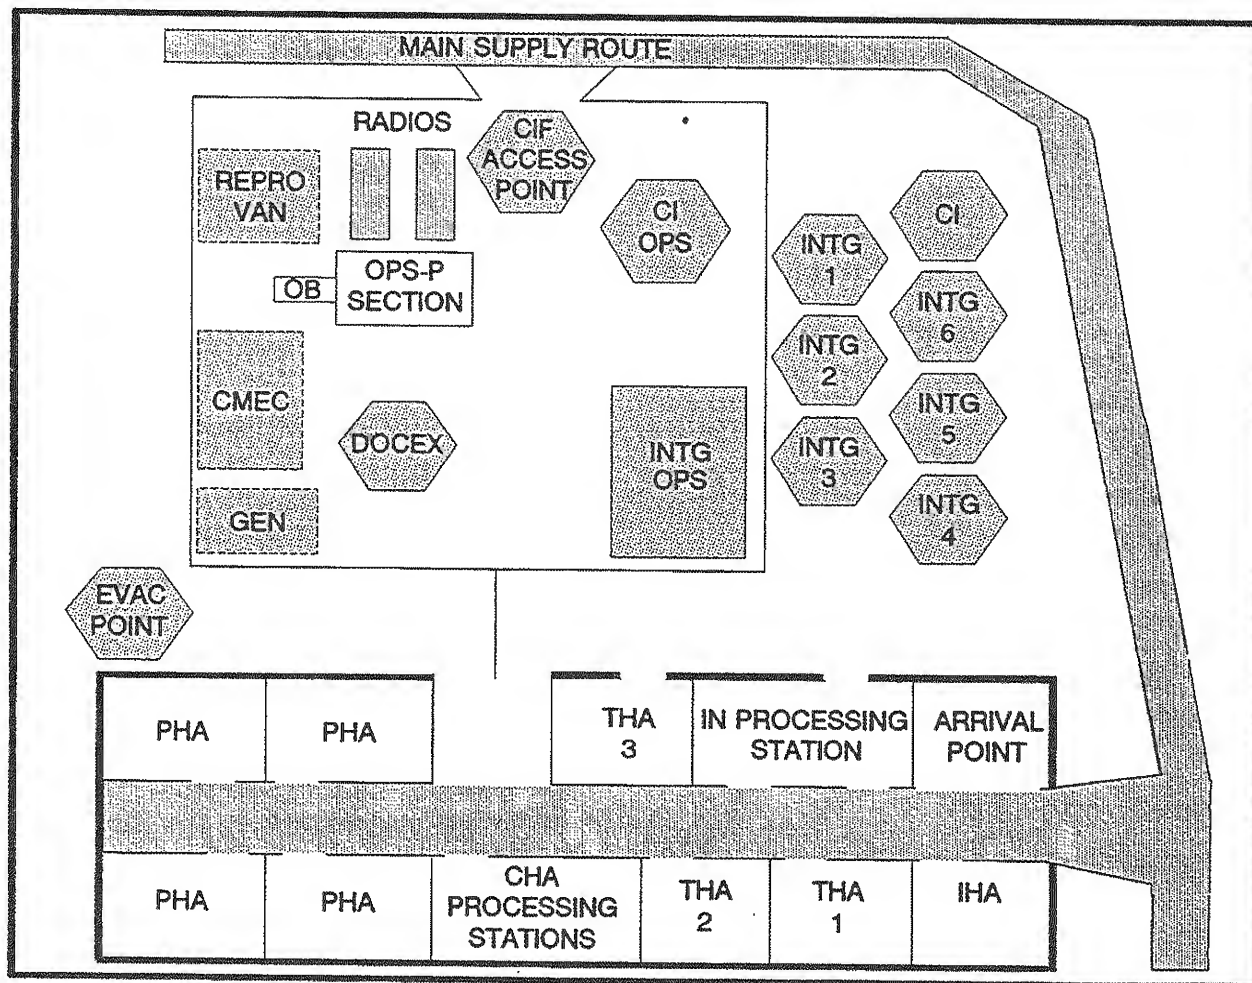 MAIN SUPPLY ROUTE
RADIOS
CIF
ACCESS
POINT
REPRO
VAN
CI
OPS
CI
INTG
1
OPS-P
SECTION
OB
INTG
6
INTG
2
CMEC
DOCEX
INTG
5
INTG
OPS
INTG
3
GEN
INTG
4
EVAC
POINT
PHA
PHA
THA
3
IN PROCESSING
STATION
ARRIVAL
POINT
PHA
PHA
CHA
PROCESSING
STATIONS
THA
2
THA
1
IHA